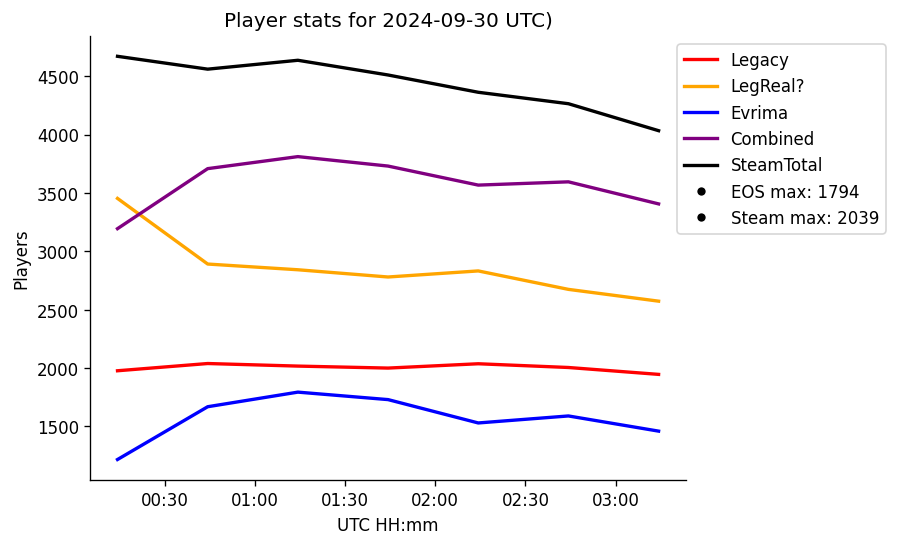 Player stats for 2024-09-30 UTC)
Legacy
LegReal?
Evrima
Combined
SteamTotal
EOS max: 1794
Steam max: 2039
Players
4500
4000
3500
3000
2500
2000
1500
00:30 01:00 01:30 02:00 02:30 03:00
UTC HH:mm